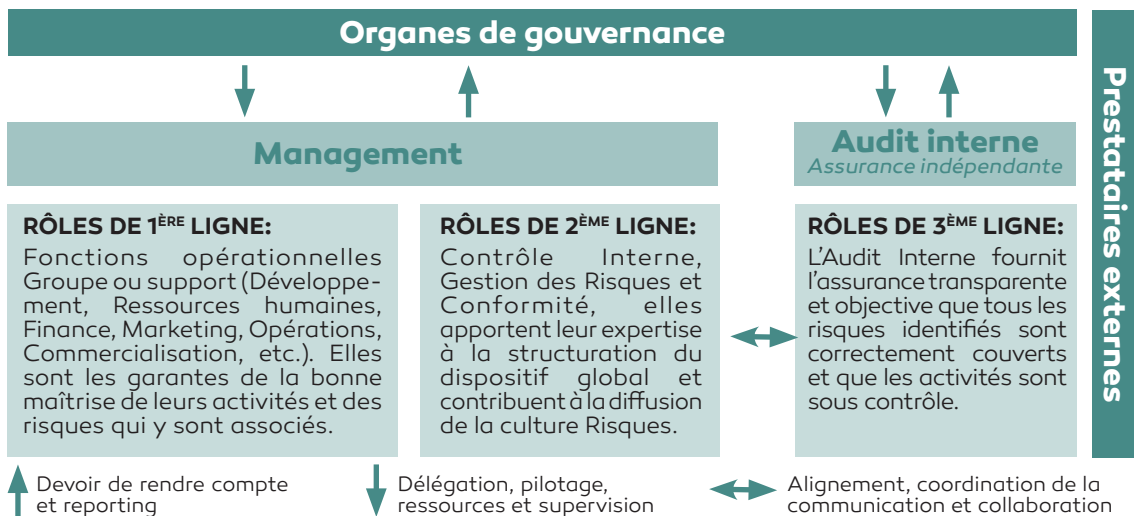 Organes de gouvernance
Management
Audit interne
Assurance indépendante
RÔLES DE 1ÈRE LIGNE:
Fonctions opérationnelles
Groupe ou support (Développe-
ment, Ressources humaines,
Finance, Marketing, Opérations,
Commercialisation, etc.). Elles
sont les garantes de la bonne
maîtrise de leurs activités et des
risques qui y sont associés.
RÔLES DE 2ÈME LIGNE:
Contrôle Interne,
Gestion des Risques et
Conformité, elles
apportent leur expertise
à la structuration du
dispositif global et
contribuent à la diffusion
de la culture Risques.
RÔLES DE 3ÈME LIGNE:
L’Audit Interne fournit
l’assurance transparente
et objective que tous les
risques identifiés sont
correctement couverts
et que les activités sont
sous contrôle.
Prestataires externes
Devoir de rendre compte
et reporting
Délégation, pilotage,
ressources et supervision
Alignement, coordination de la
communication et collaboration